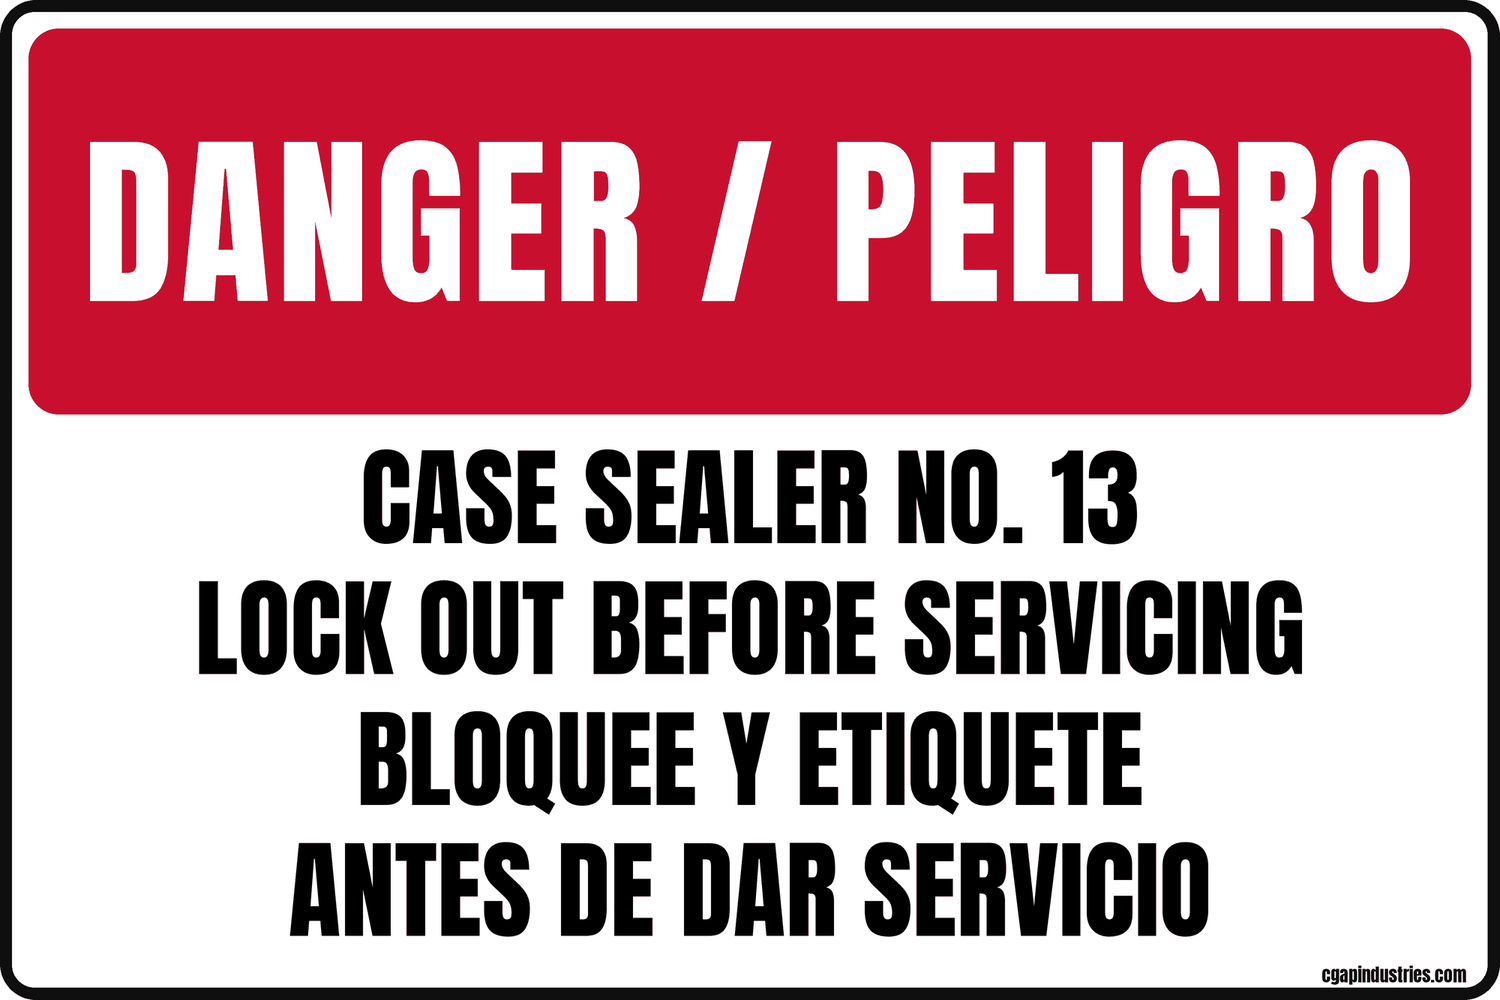 DANGER / PELIGRO
CASE SEALER NO. 13
LOCK OUT BEFORE SERVICING
BLOQUEE Y ETIQUETE
ANTES DE DAR SERVICIO
cgapindustries.com